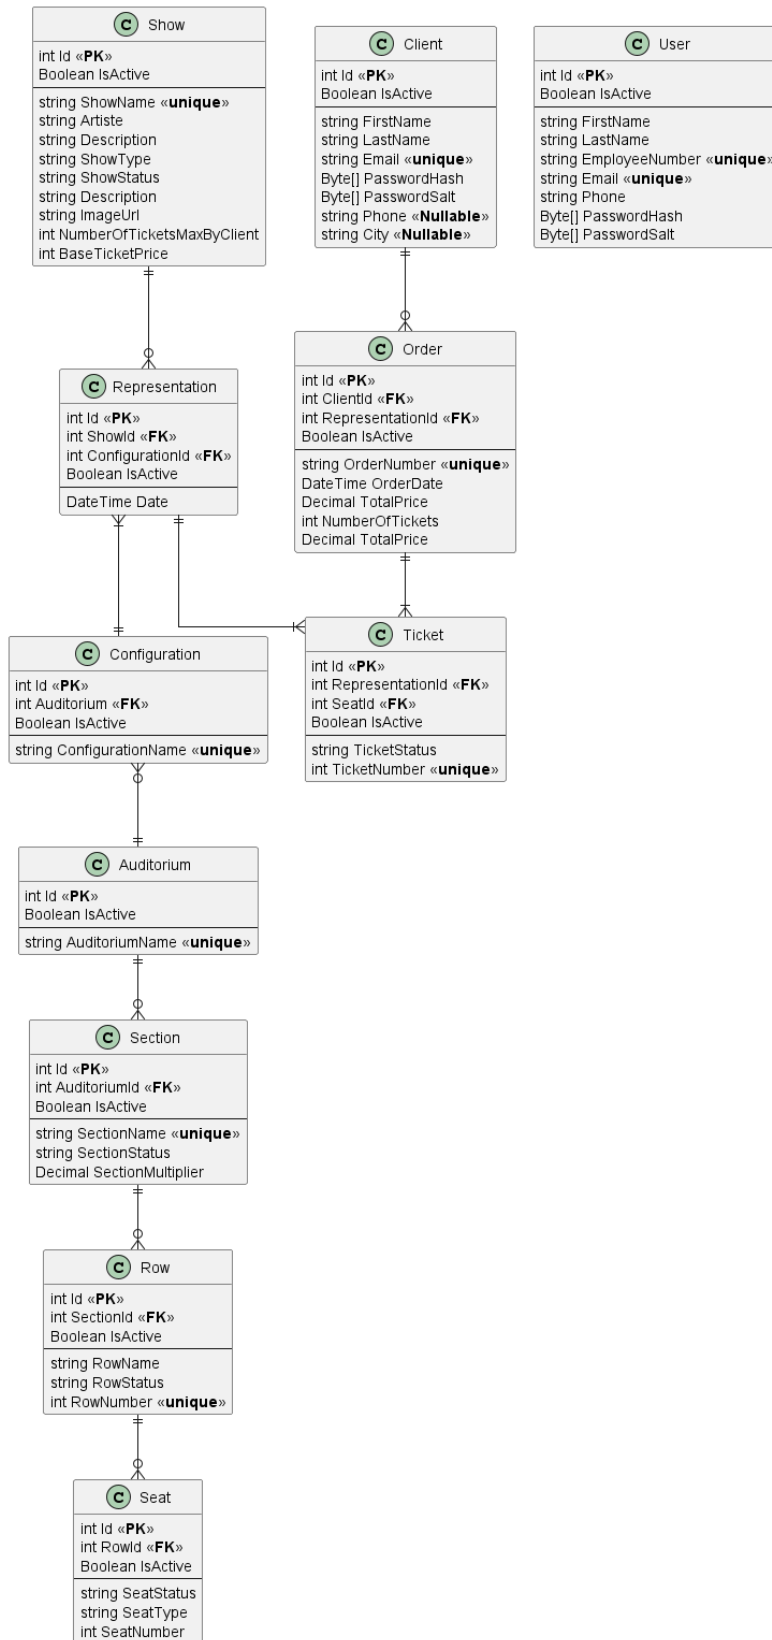 C Show
int Id «PK»
Boolean IsActive
string ShowName «unique»
string Artiste
string Description
string ShowType
string ShowStatus
string Description
string ImageUrl
int NumberOfTicketsMaxByClient
int BaseTicketPrice
C Client
int Id «PK»
Boolean IsActive
string FirstName
string LastName
string Email «unique»
Byte[] PasswordHash
Byte[] PasswordSalt
string Phone «Nullable»
string City «Nullable»
C User
int Id «PK»
Boolean IsActive
string FirstName
string LastName
string EmployeeNumber «unique»
string Email «unique»
string Phone
Byte[] PasswordHash
Byte[] PasswordSalt
C Representation
int Id «PK»
int ShowId «FK»
int ConfigurationId «FK»
Boolean IsActive
DateTime Date
C Order
int Id «PK»
int ClientId «FK»
int RepresentationId «FK»
Boolean IsActive
string OrderNumber «unique»
DateTime OrderDate
Decimal TotalPrice
int NumberOfTickets
Decimal TotalPrice
C Configuration
int Id «PK»
int Auditorium «FK»
Boolean IsActive
string ConfigurationName «unique»
C Ticket
int Id «PK»
int RepresentationId «FK»
int SeatId «FK»
Boolean IsActive
string TicketStatus
int TicketNumber «unique»
C Auditorium
int Id «PK»
Boolean IsActive
string AuditoriumName «unique»
C Section
int Id «PK»
int AuditoriumId «FK»
Boolean IsActive
string SectionName «unique»
string SectionStatus
Decimal SectionMultiplier
C Row
int Id «PK»
int SectionId «FK»
Boolean IsActive
string RowName
string RowStatus
int RowNumber «unique»
C Seat
int Id «PK»
int RowId «FK»
Boolean IsActive
string SeatStatus
string SeatType
int SeatNumber